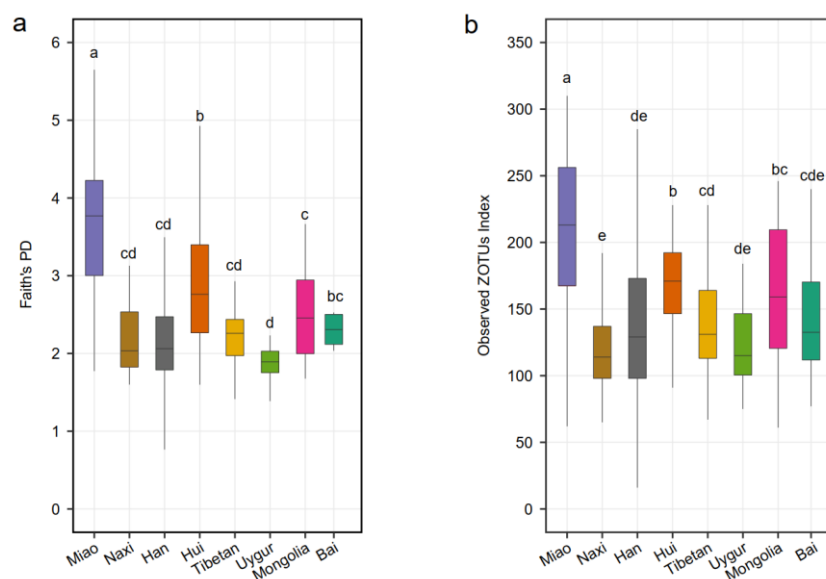 a
Faith's PD
6
5
4
3
2
1
0
a
cd
cd
b
cd
d
c
bc
Miao
Naxi
Han
Hui
Tibetan
Uygur
Mongolia
Bai
b
Observed ZOTUs Index
350
300
250
200
150
100
50
0
a
e
de
b
cd
de
bc
cde
Miao
Naxi
Han
Hui
Tibetan
Uygur
Mongolia
Bai